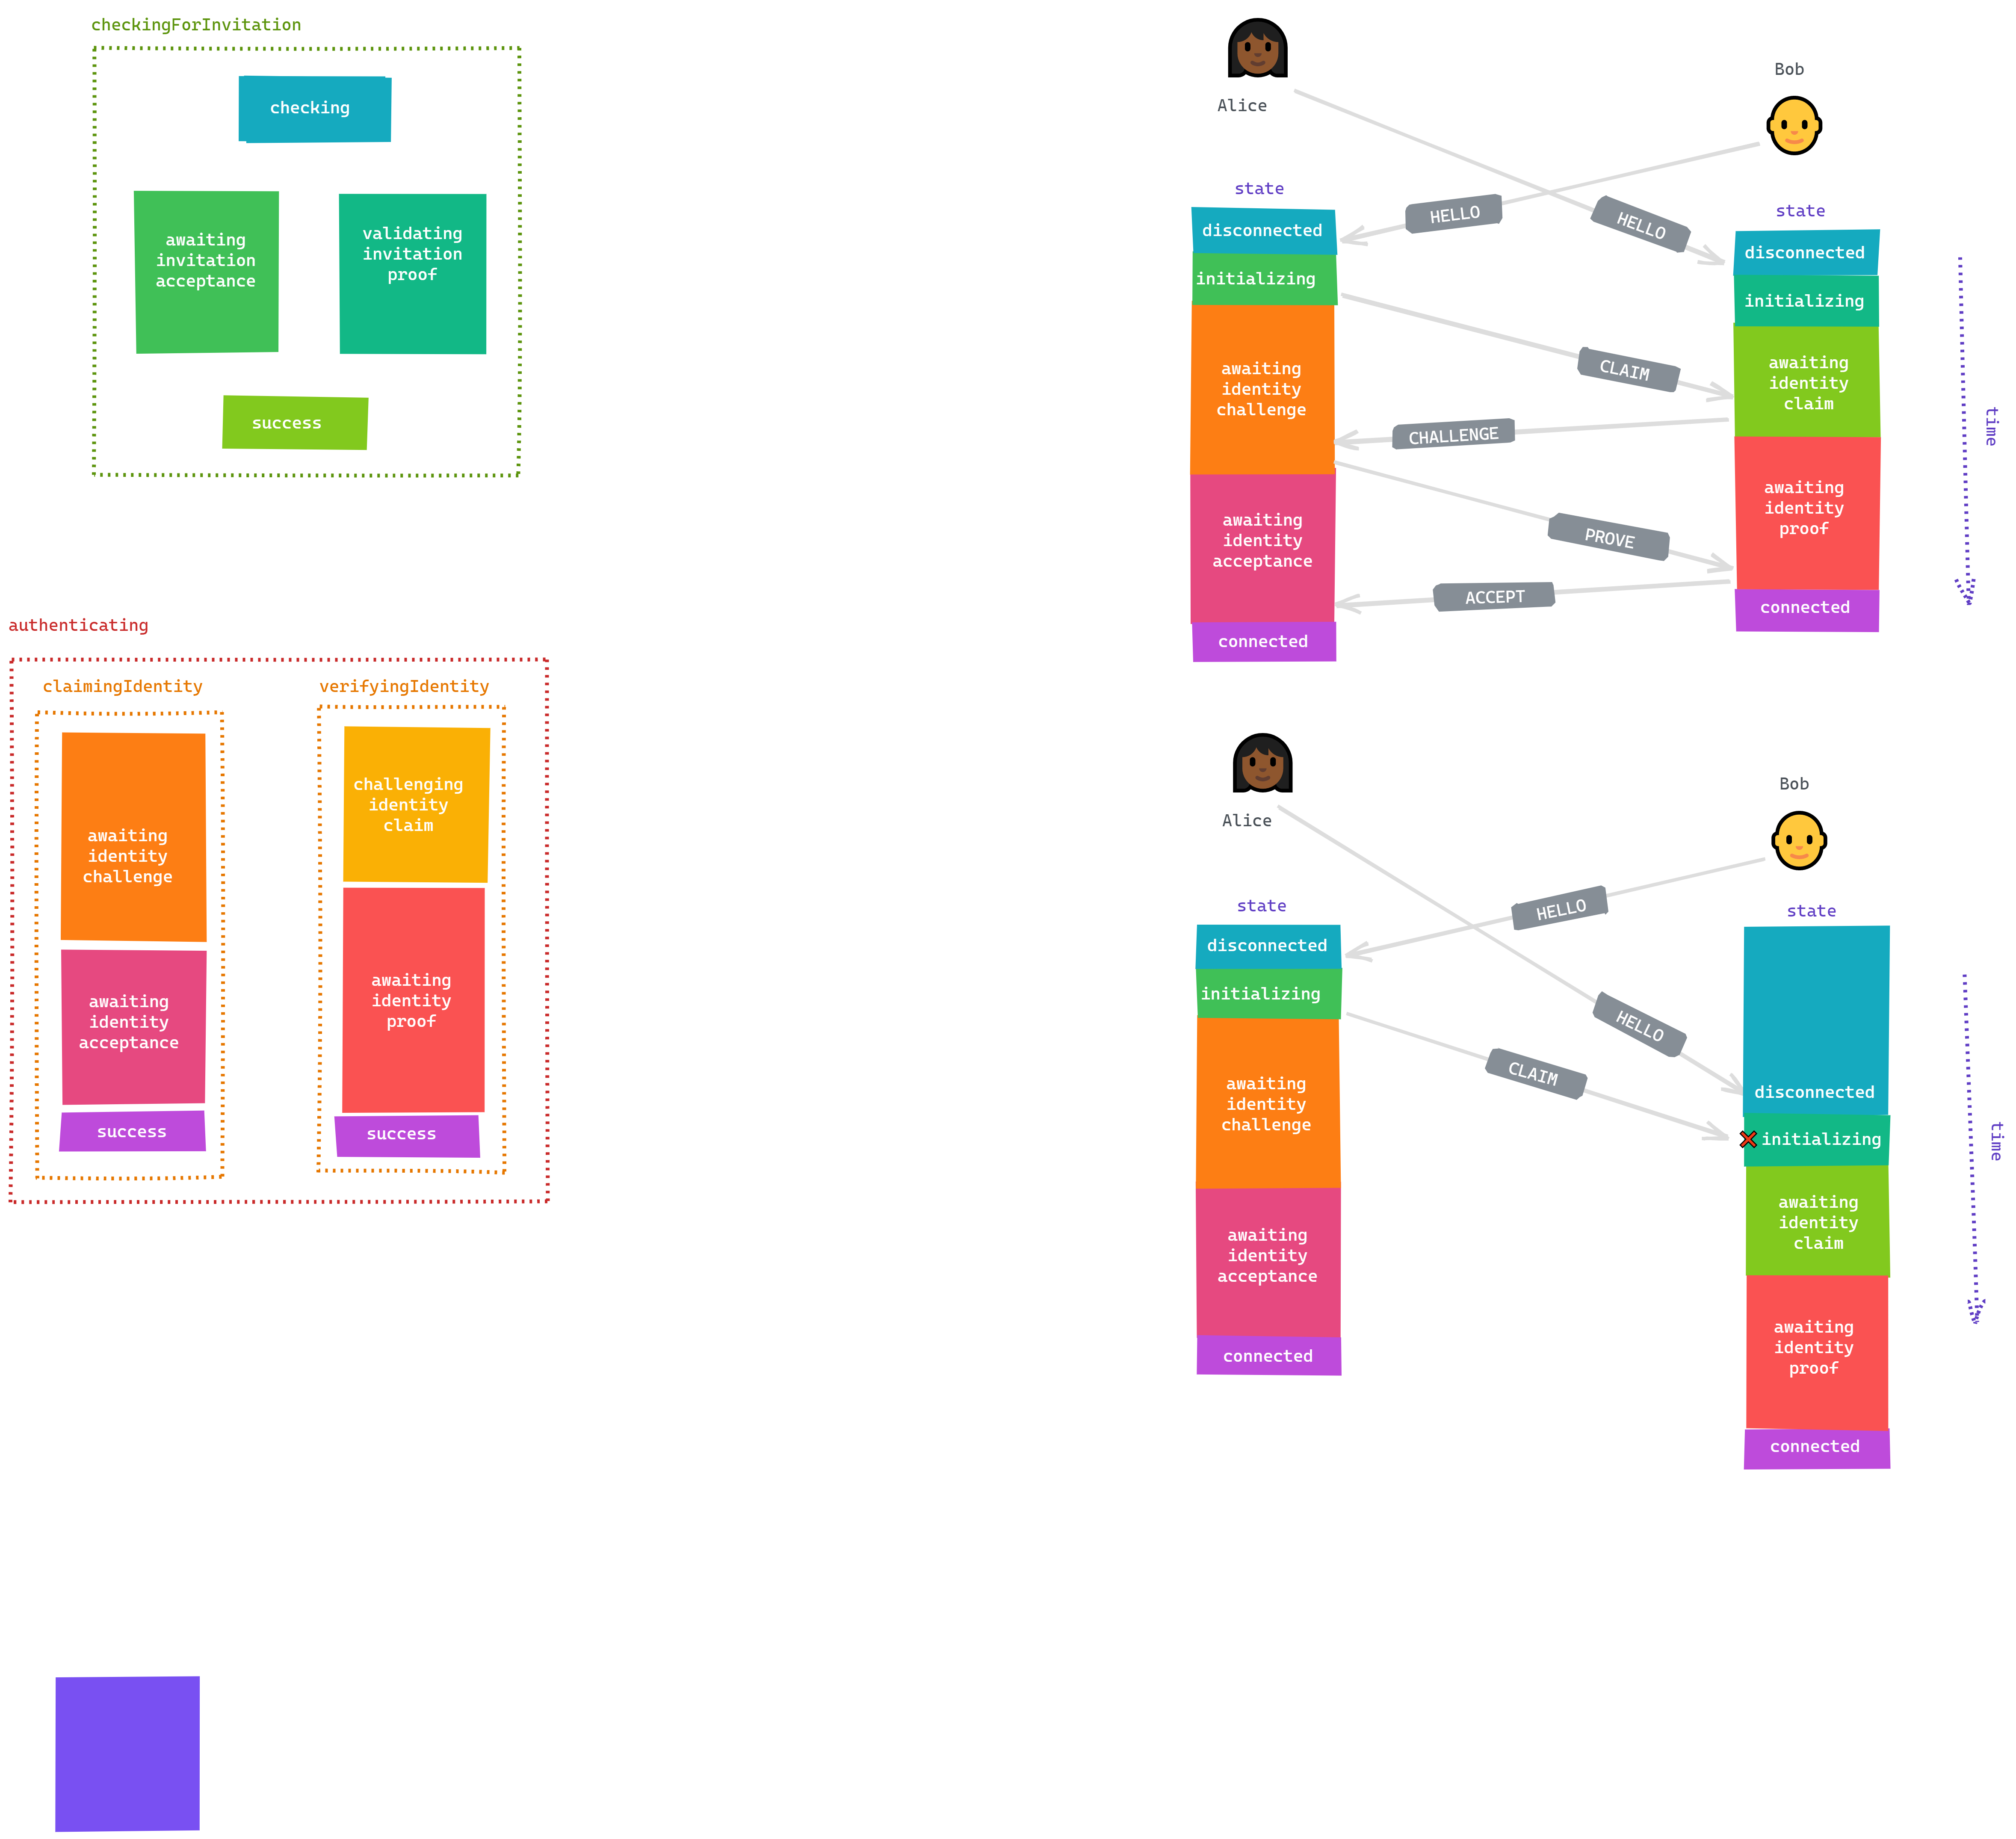 checkingForInvitation
checking
awaiting
invitation
acceptance
validating
invitation
proof
success
authenticating
claimingIdentity
awaiting
identity
challenge
awaiting
identity
acceptance
success
verifyingIdentity
challenging
identity
claim
awaiting
identity
proof
success
Alice
Bob
state
disconnected
initializing
awaiting
identity
challenge
awaiting
identity
acceptance
connected
HELLO
HELLO
CLAIM
CHALLENGE
PROVE
ACCEPT
state
disconnected
initializing
awaiting
identity
claim
awaiting
identity
proof
connected
time
Alice
Bob
state
disconnected
initializing
awaiting
identity
challenge
awaiting
identity
acceptance
connected
HELLO
HELLO
CLAIM
state
disconnected
initializing
awaiting
identity
claim
awaiting
identity
proof
connected
time